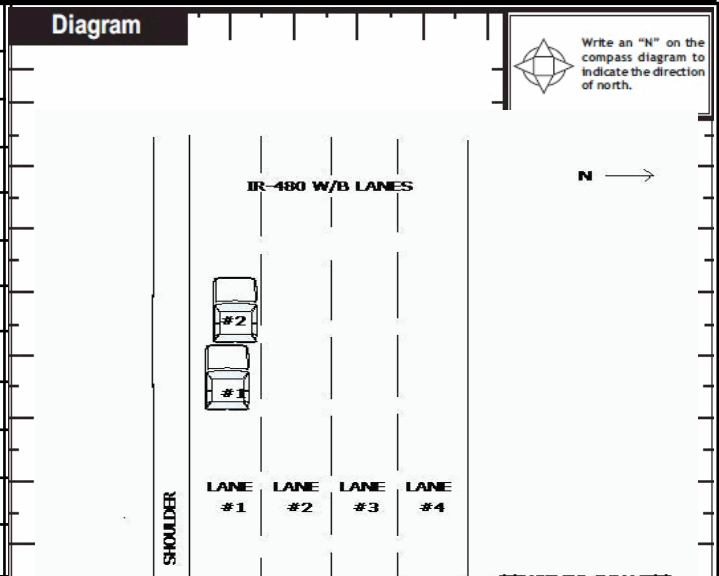 Diagram
Write an "N" on the
compass diagram to
indicate the direction
of north.
IR-480 W/B LANES
N
#2
#1
LANE LANE LANE LANE
#1 #2 #3 #4
SHOULDER